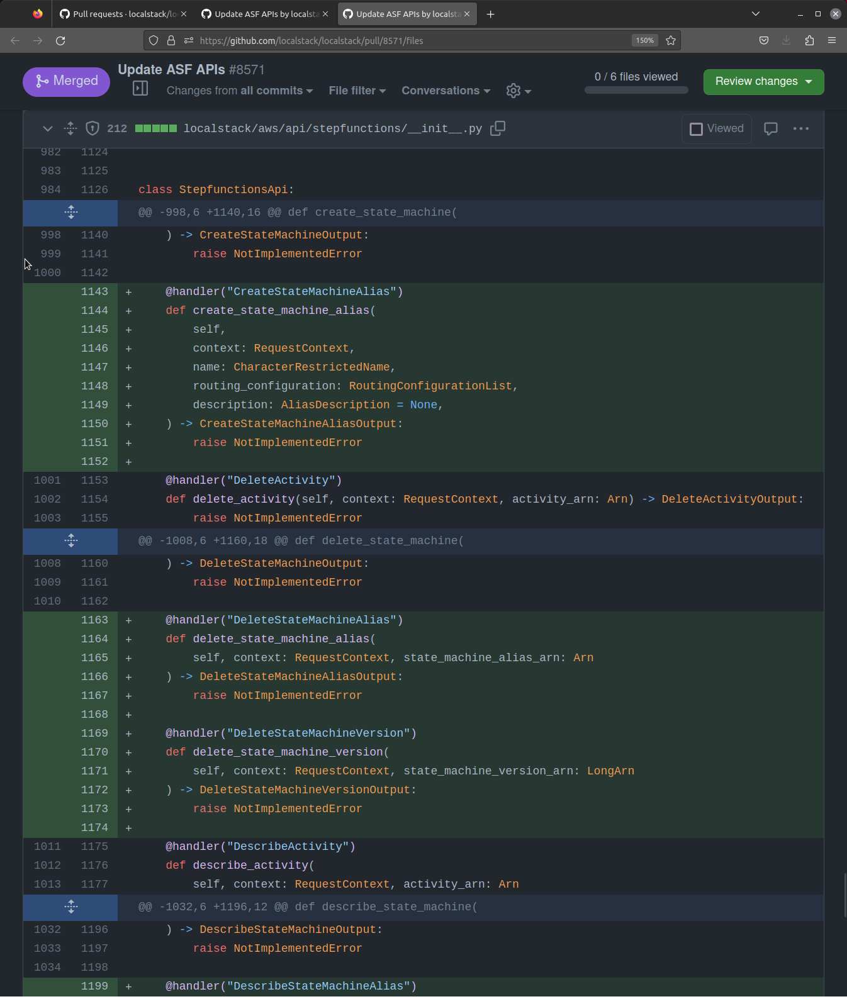 Pull requests · localstack/lo
Update ASF APIs by localsta
Update ASF APIs by localsta
https://github.com/localstack/localstack/pull/8571/files
150%
Merged
Update ASF APIs #8571
Changes from all commits
File filter
Conversations
0 / 6 files viewed
Review changes
212 localstack/aws/api/stepfunctions/__init__.py
Viewed
982 1124
983 1125
984 1126 class StepfunctionsApi:
@@ -998,6 +1140,16 @@ def create_state_machine(
998 1140 ) -> CreateStateMachineOutput:
999 1141 raise NotImplementedError
1000 1142
1143 + @handler("CreateStateMachineAlias")
1144 + def create_state_machine_alias(
1145 + self,
1146 + context: RequestContext,
1147 + name: CharacterRestrictedName,
1148 + routing_configuration: RoutingConfigurationList,
1149 + description: AliasDescription = None,
1150 + ) -> CreateStateMachineAliasOutput:
1151 + raise NotImplementedError
1152 +
1001 1153 @handler("DeleteActivity")
1002 1154 def delete_activity(self, context: RequestContext, activity_arn: Arn) -> DeleteActivityOutput:
1003 1155 raise NotImplementedError
@@ -1008,6 +1160,18 @@ def delete_state_machine(
1008 1160 ) -> DeleteStateMachineOutput:
1009 1161 raise NotImplementedError
1010 1162
1163 + @handler("DeleteStateMachineAlias")
1164 + def delete_state_machine_alias(
1165 + self, context: RequestContext, state_machine_alias_arn: Arn
1166 + ) -> DeleteStateMachineAliasOutput:
1167 + raise NotImplementedError
1168 +
1169 + @handler("DeleteStateMachineVersion")
1170 + def delete_state_machine_version(
1171 + self, context: RequestContext, state_machine_version_arn: LongArn
1172 + ) -> DeleteStateMachineVersionOutput:
1173 + raise NotImplementedError
1174 +
1011 1175 @handler("DescribeActivity")
1012 1176 def describe_activity(
1013 1177 self, context: RequestContext, activity_arn: Arn
@@ -1032,6 +1196,12 @@ def describe_state_machine(
1032 1196 ) -> DescribeStateMachineOutput:
1033 1197 raise NotImplementedError
1034 1198
1199 + @handler("DescribeStateMachineAlias")